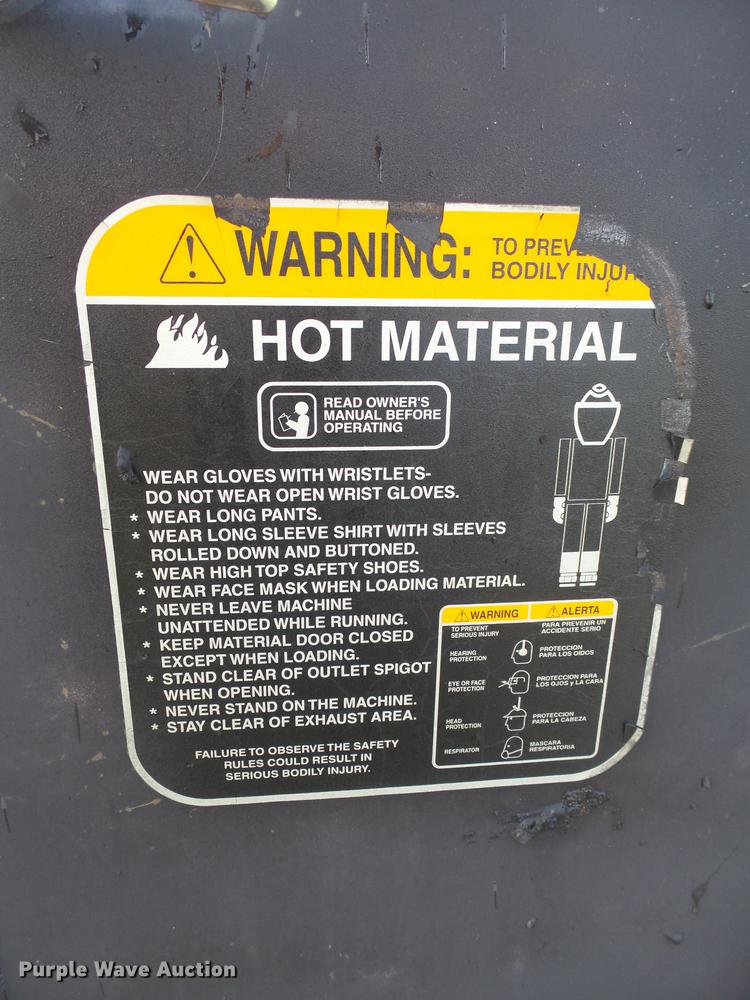 WARNING:
TO PREVE
BODILY INJUR
HOT MATERIAL
READ OWNER'S
MANUAL BEFORE
OPERATING
WEAR GLOVES WITH WRISTLETS-
DO NOT WEAR OPEN WRIST GLOVES.
* WEAR LONG PANTS.
* WEAR LONG SLEEVE SHIRT WITH SLEEVES
ROLLED DOWN AND BUTTONED.
* WEAR HIGH TOP SAFETY SHOES.
* WEAR FACE MASK WHEN LOADING MATERIAL.
* NEVER LEAVE MACHINE
UNATTENDED WHILE RUNNING.
* KEEP MATERIAL DOOR CLOSED
EXCEPT WHEN LOADING.
* STAND CLEAR OF OUTLET SPIGOT
WHEN OPENING.
* NEVER STAND ON THE MACHINE.
* STAY CLEAR OF EXHAUST AREA.
FAILURE TO OBSERVE THE SAFETY
RULES COULD RESULT IN
SERIOUS BODILY INJURY.
WARNING
ALERTA
TO PREVENT
SERIOUS INJURY
PARA PREVENIR UN
ACCIDENTE SERIO
HEARING
PROTECTION
PROTECCION
PARA LOS OIDOS
EYE OR FACE
PROTECTION
PROTECCION PARA
LOS OJOS y LA CARA
HEAD
PROTECTION
PROTECCION
PARA LA CABEZA
RESPIRATOR
MASCARA
RESPIRATORIA
Purple Wave Auction